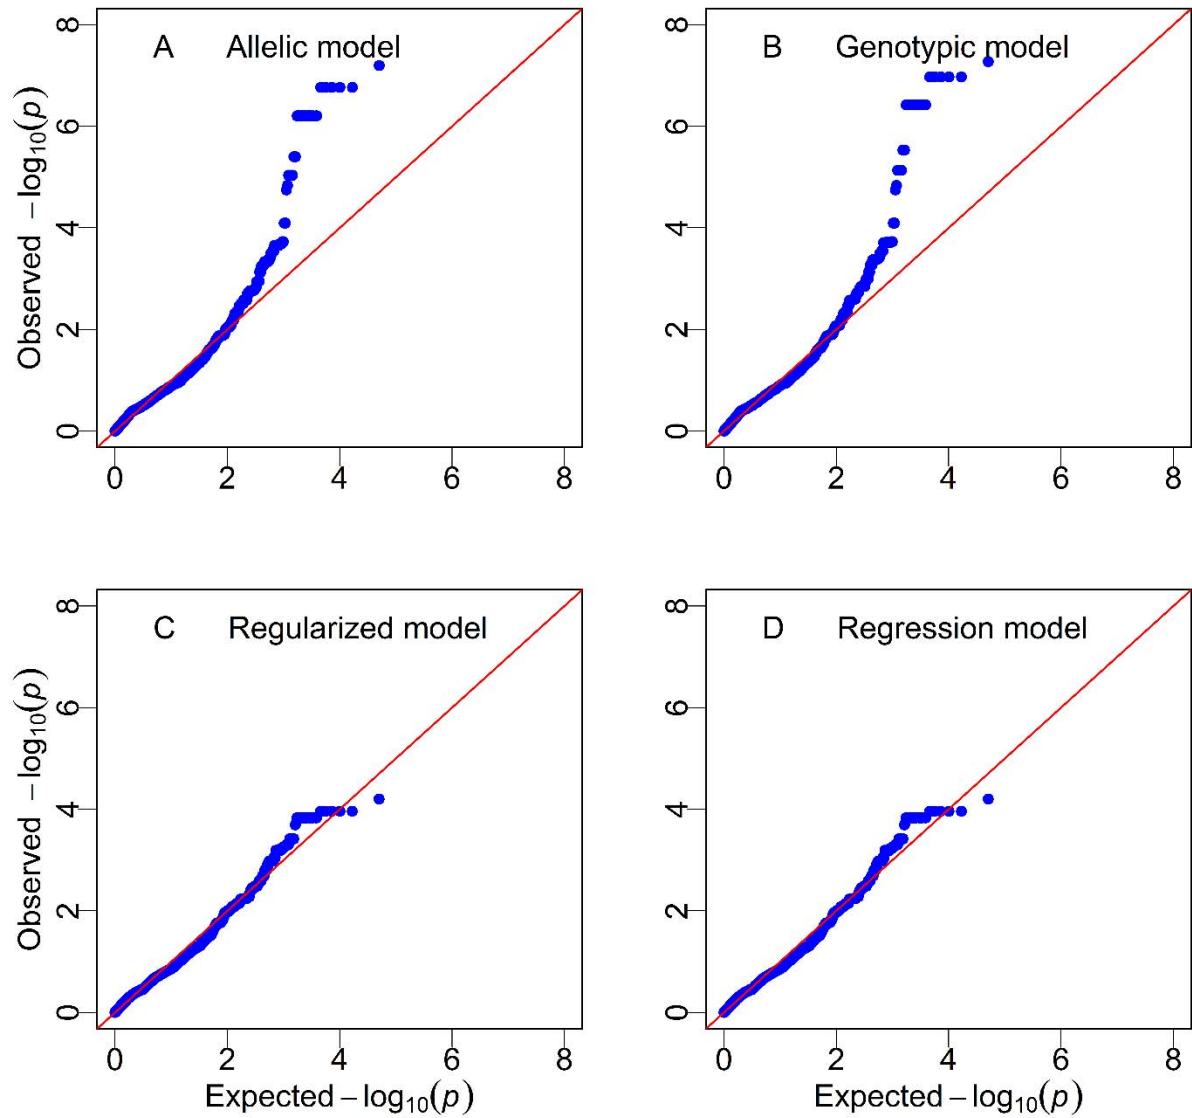 A Allelic model
Observed −log10(p)
8
6
4
2
0
0 2 4 6 8
B Genotypic model
8
6
4
2
0
0 2 4 6 8
C Regularized model
Observed −log10(p)
8
6
4
2
0
0 2 4 6 8
Expected −log10(p)
D Regression model
8
6
4
2
0
0 2 4 6 8
Expected −log10(p)